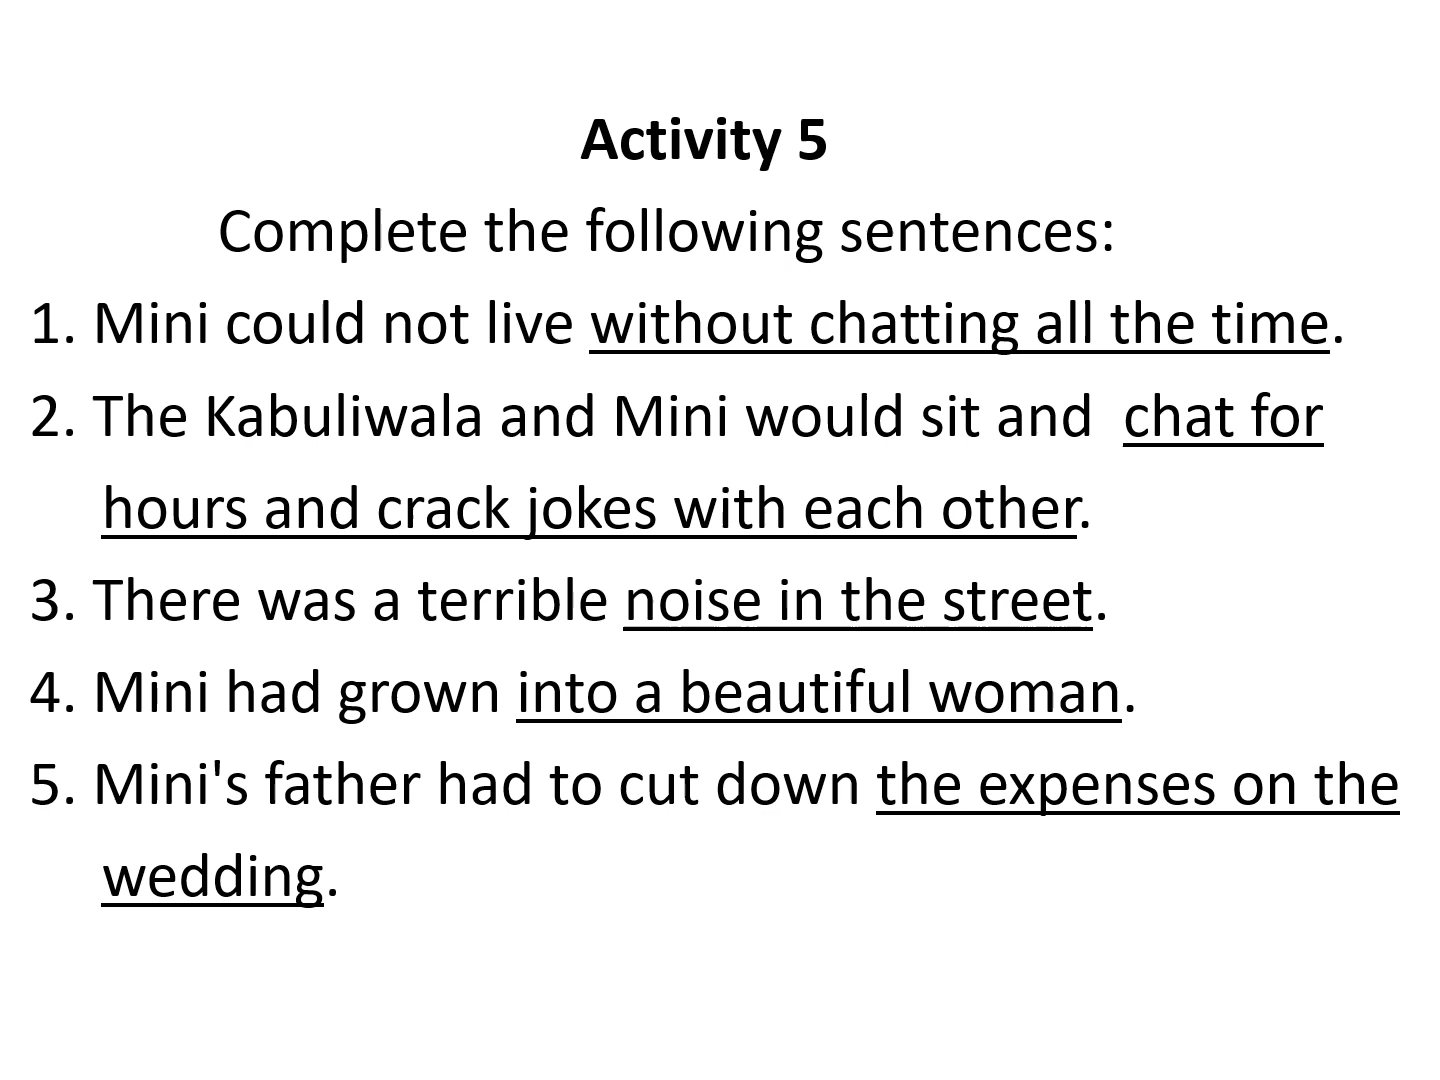 Activity 5
Complete the following sentences:
1. Mini could not live without chatting all the time.
2. The Kabuliwala and Mini would sit and chat for
hours and crack jokes with each other.
3. There was a terrible noise in the street.
4. Mini had grown into a beautiful woman.
5. Mini's father had to cut down the expenses on the
wedding.